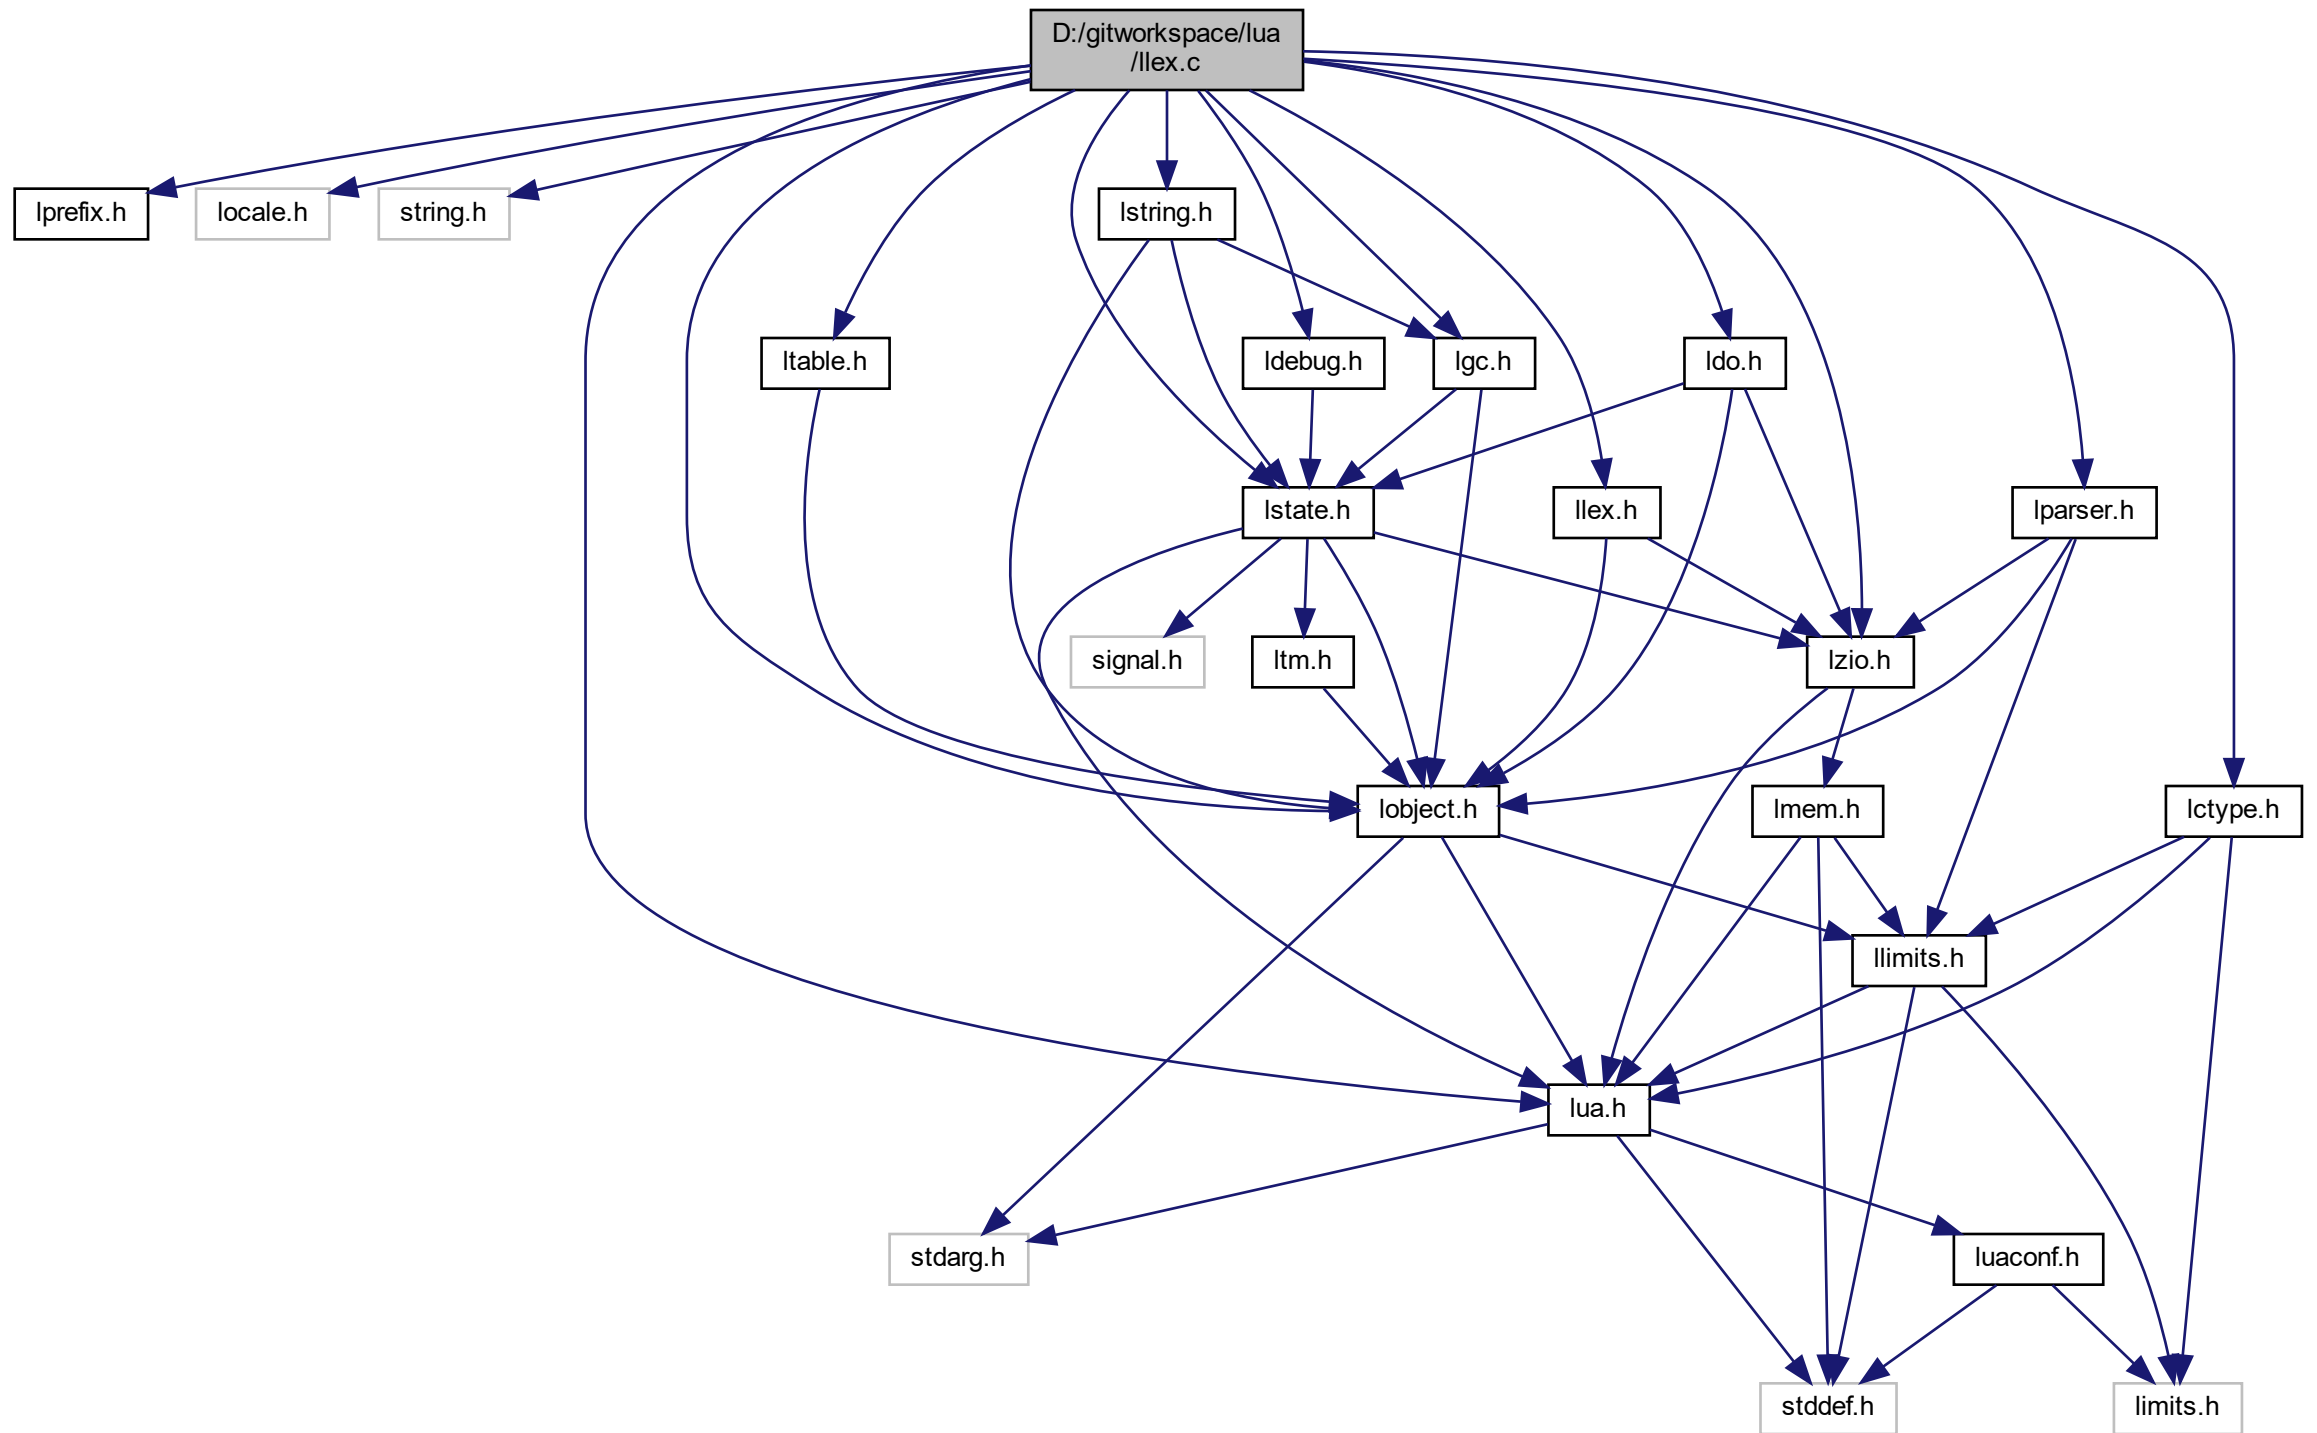 D:/gitworkspace/lua
/llex.c
lprefix.h
locale.h
string.h
lstring.h
ltable.h
ldebug.h
lgc.h
ldo.h
lstate.h
llex.h
lparser.h
signal.h
ltm.h
lzio.h
lobject.h
lmem.h
lctype.h
llimits.h
lua.h
stdarg.h
luaconf.h
stddef.h
limits.h